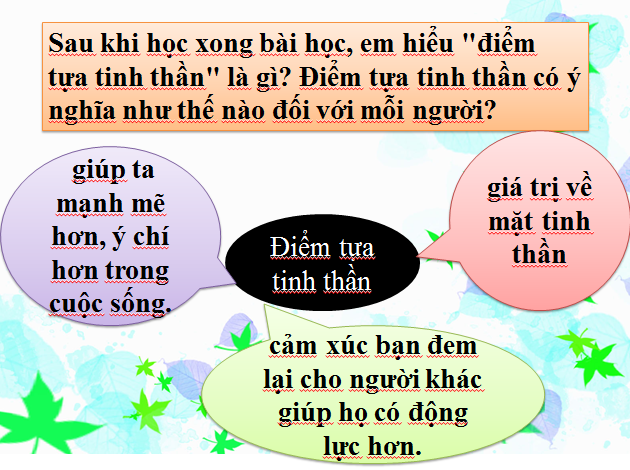 Sau khi học xong bài học, em hiểu "điểm
tựa tinh thần" là gì? Điểm tựa tinh thần có ý
nghĩa như thế nào đối với mỗi người?
giúp ta
mạnh mẽ
hơn, ý chí
hơn trong
cuộc sống.
Điểm tựa
tinh thần
giá trị về
mặt tinh
thần
cảm xúc bạn đem
lại cho người khác
giúp họ có động
lực hơn.